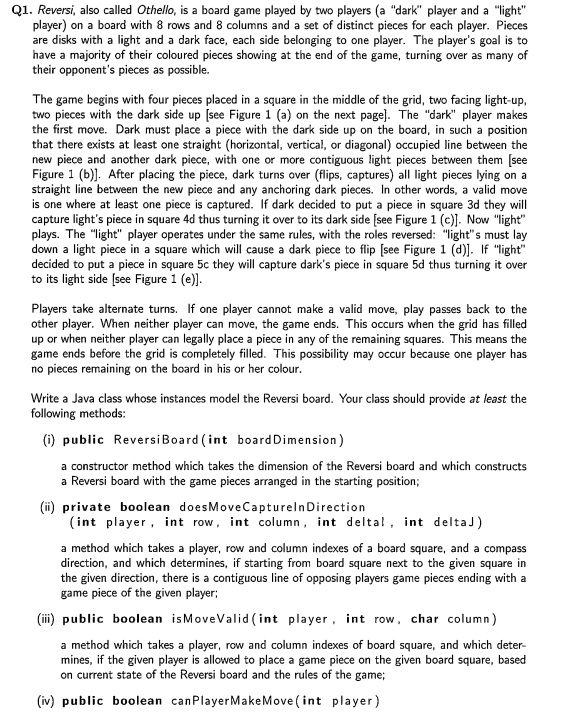 Q1. Reversi, also called Othello, is a board game played by two players (a "dark" player and a "light"
player) on a board with 8 rows and 8 columns and a set of distinct pieces for each player. Pieces
are disks with a light and a dark face, each side belonging to one player. The player's goal is to
have a majority of their coloured pieces showing at the end of the game, turning over as many of
their opponent's pieces as possible.
The game begins with four pieces placed in a square in the middle of the grid, two facing light-up,
two pieces with the dark side up [see Figure 1 (a) on the next page]. The "dark" player makes
the first move. Dark must place a piece with the dark side up on the board, in such a position
that there exists at least one straight (horizontal, vertical, or diagonal) occupied line between the
new piece and another dark piece, with one or more contiguous light pieces between them [see
Figure 1 (b)]. After placing the piece, dark turns over (flips, captures) all light pieces lying on a
straight line between the new piece and any anchoring dark pieces. In other words, a valid move
is one where at least one piece is captured. If dark decided to put a piece in square 3d they will
capture light's piece in square 4d thus turning it over to its dark side [see Figure 1 (c)]. Now "light"
plays. The "light" player operates under the same rules, with the roles reversed: "light"s must lay
down a light piece in a square which will cause a dark piece to flip [see Figure 1 (d)]. If "light"
decided to put a piece in square 5c they will capture dark's piece in square 5d thus turning it over
to its light side [see Figure 1 (e)].
Players take alternate turns. If one player cannot make a valid move, play passes back to the
other player. When neither player can move, the game ends. This occurs when the grid has filled
up or when neither player can legally place a piece in any of the remaining squares. This means the
game ends before the grid is completely filled. This possibility may occur because one player has
no pieces remaining on the board in his or her colour.
Write a Java class whose instances model the Reversi board. Your class should provide at least the
following methods:
(i) public ReversiBoard(int boardDimension)
a constructor method which takes the dimension of the Reversi board and which constructs
a Reversi board with the game pieces arranged in the starting position;
(ii) private boolean doesMoveCaptureInDirection
(int player, int row, int column, int deltaI, int deltaJ)
a method which takes a player, row and column indexes of a board square, and a compass
direction, and which determines, if starting from board square next to the given square in
the given direction, there is a contiguous line of opposing players game pieces ending with a
game piece of the given player;
(iii) public boolean isMoveValid(int player, int row, char column)
a method which takes a player, row and column indexes of board square, and which deter-
mines, if the given player is allowed to place a game piece on the given board square, based
on current state of the Reversi board and the rules of the game;
(iv) public boolean canPlayerMakeMove(int player)